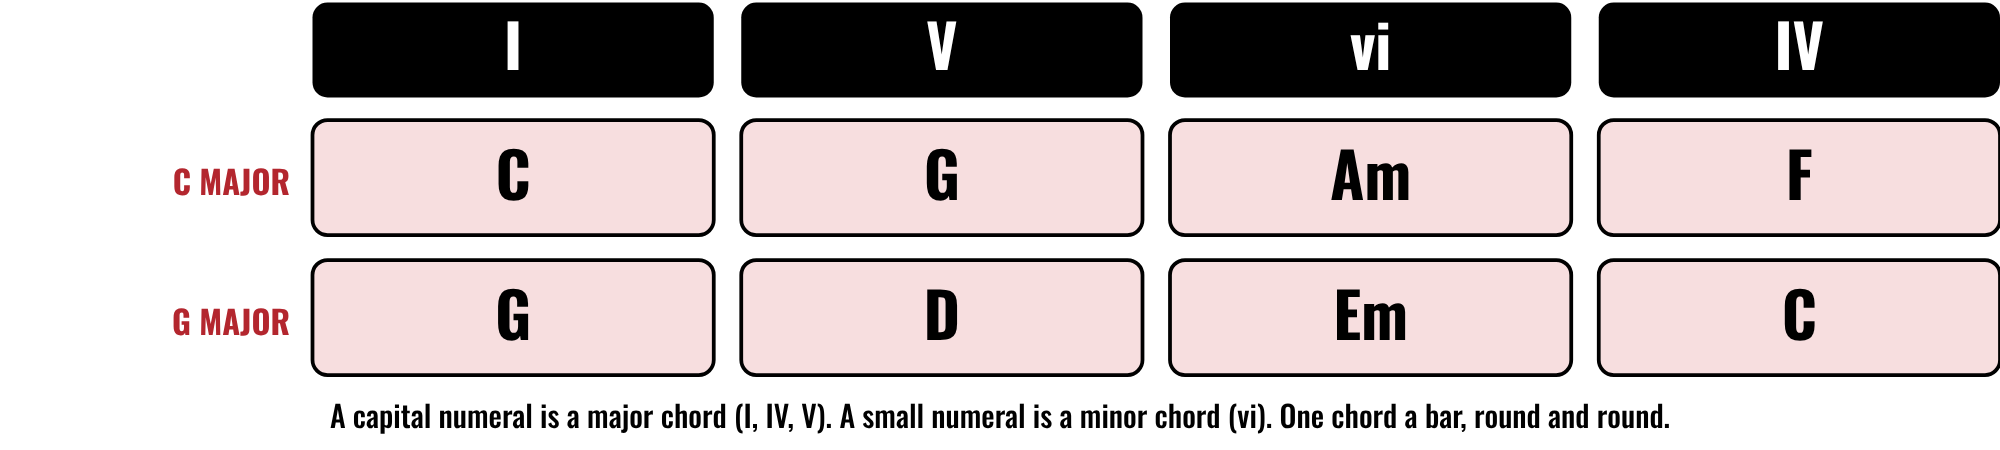 I V vi IV
C MAJOR C G Am F
G MAJOR G D Em C
A capital numeral is a major chord (I, IV, V). A small numeral is a minor chord (vi). One chord a bar, round and round.